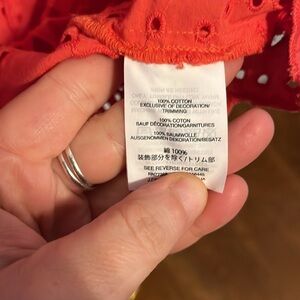 100% COTTON
EXCLUSIVE OF DECORATION/
TRIMMING
100% COTON
SAUF DÉCORATION/GARNITURES
100% BAUMWOLLE
AUSGENOMMEN DEKORATION/BESATZ
綿 100%
装飾部分を除く/トリム部
SEE REVERSE FOR CARE